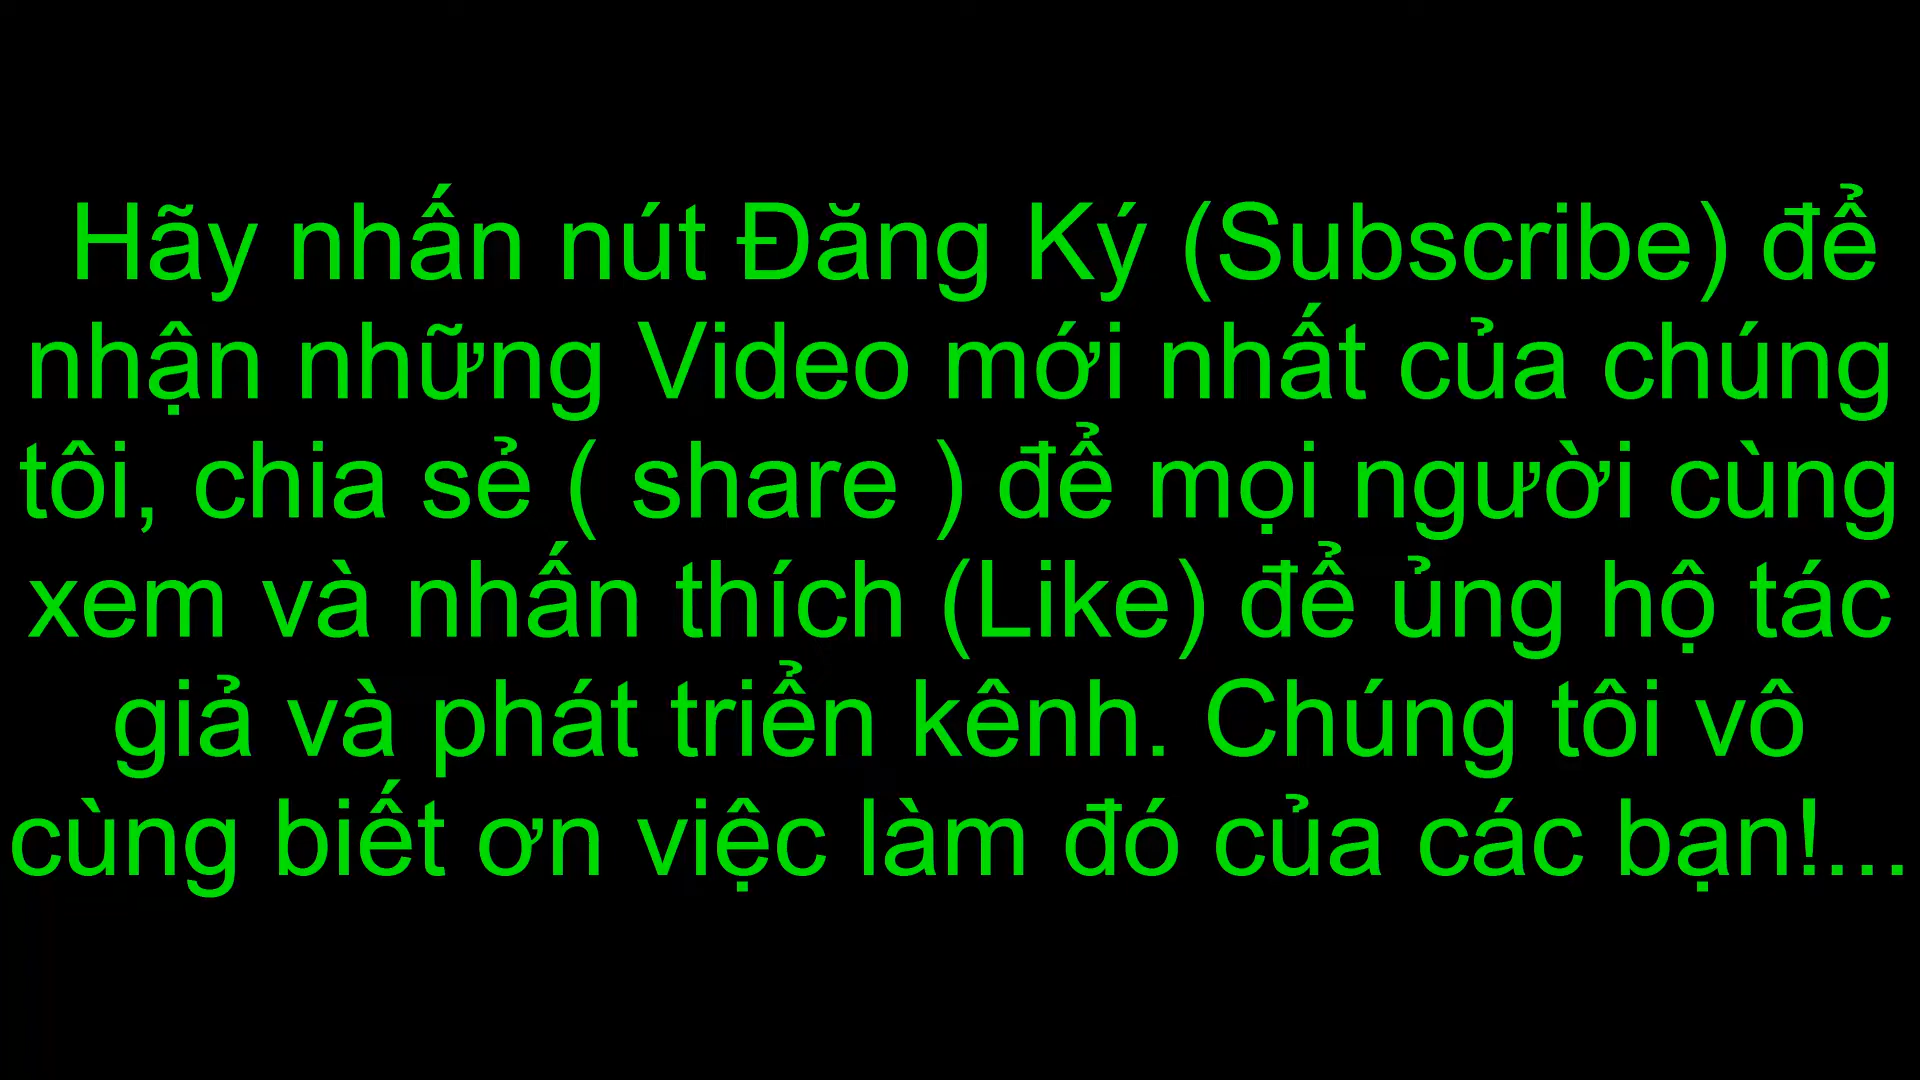 Hãy nhấn nút Đăng Ký (Subscribe) để
nhận những Video mới nhất của chúng
tôi, chia sẻ ( share ) để mọi người cùng
xem và nhấn thích (Like) để ủng hộ tác
giả và phát triển kênh. Chúng tôi vô
cùng biết ơn việc làm đó của các bạn!...